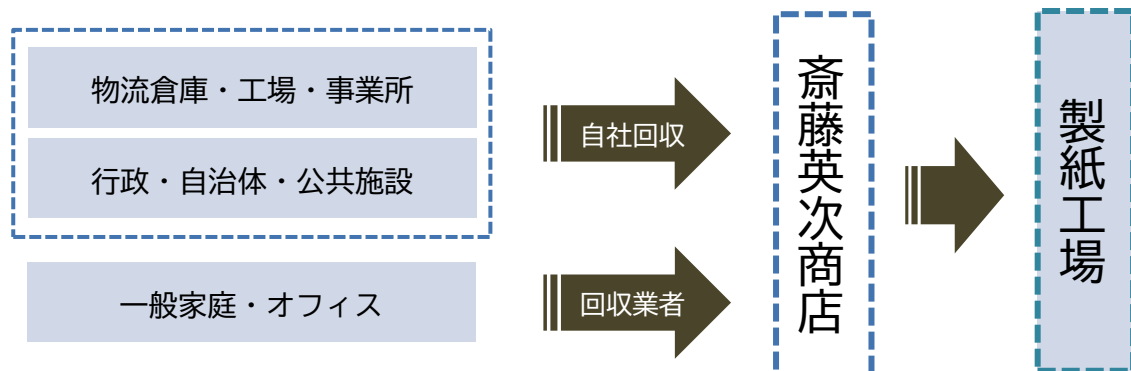 物流倉庫・工場・事業所
行政・自治体・公共施設
一般家庭・オフィス
自社回収
回収業者
斎藤英次商店
製紙工場